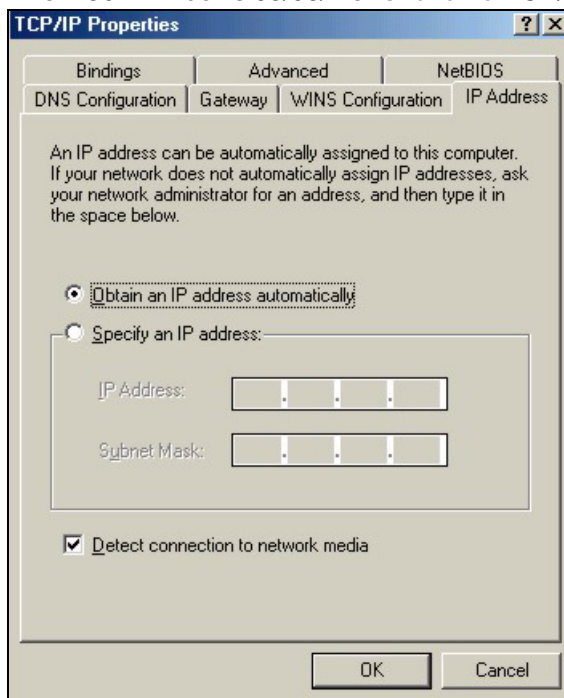 TCP/IP Properties
? ×
Bindings Advanced NetBIOS
DNS Configuration Gateway WINS Configuration IP Address
An IP address can be automatically assigned to this computer.
If your network does not automatically assign IP addresses, ask
your network administrator for an address, and then type it in
the space below.
Obtain an IP address automatically
Specify an IP address:
IP Address:
Subnet Mask:
Detect connection to network media
OK Cancel